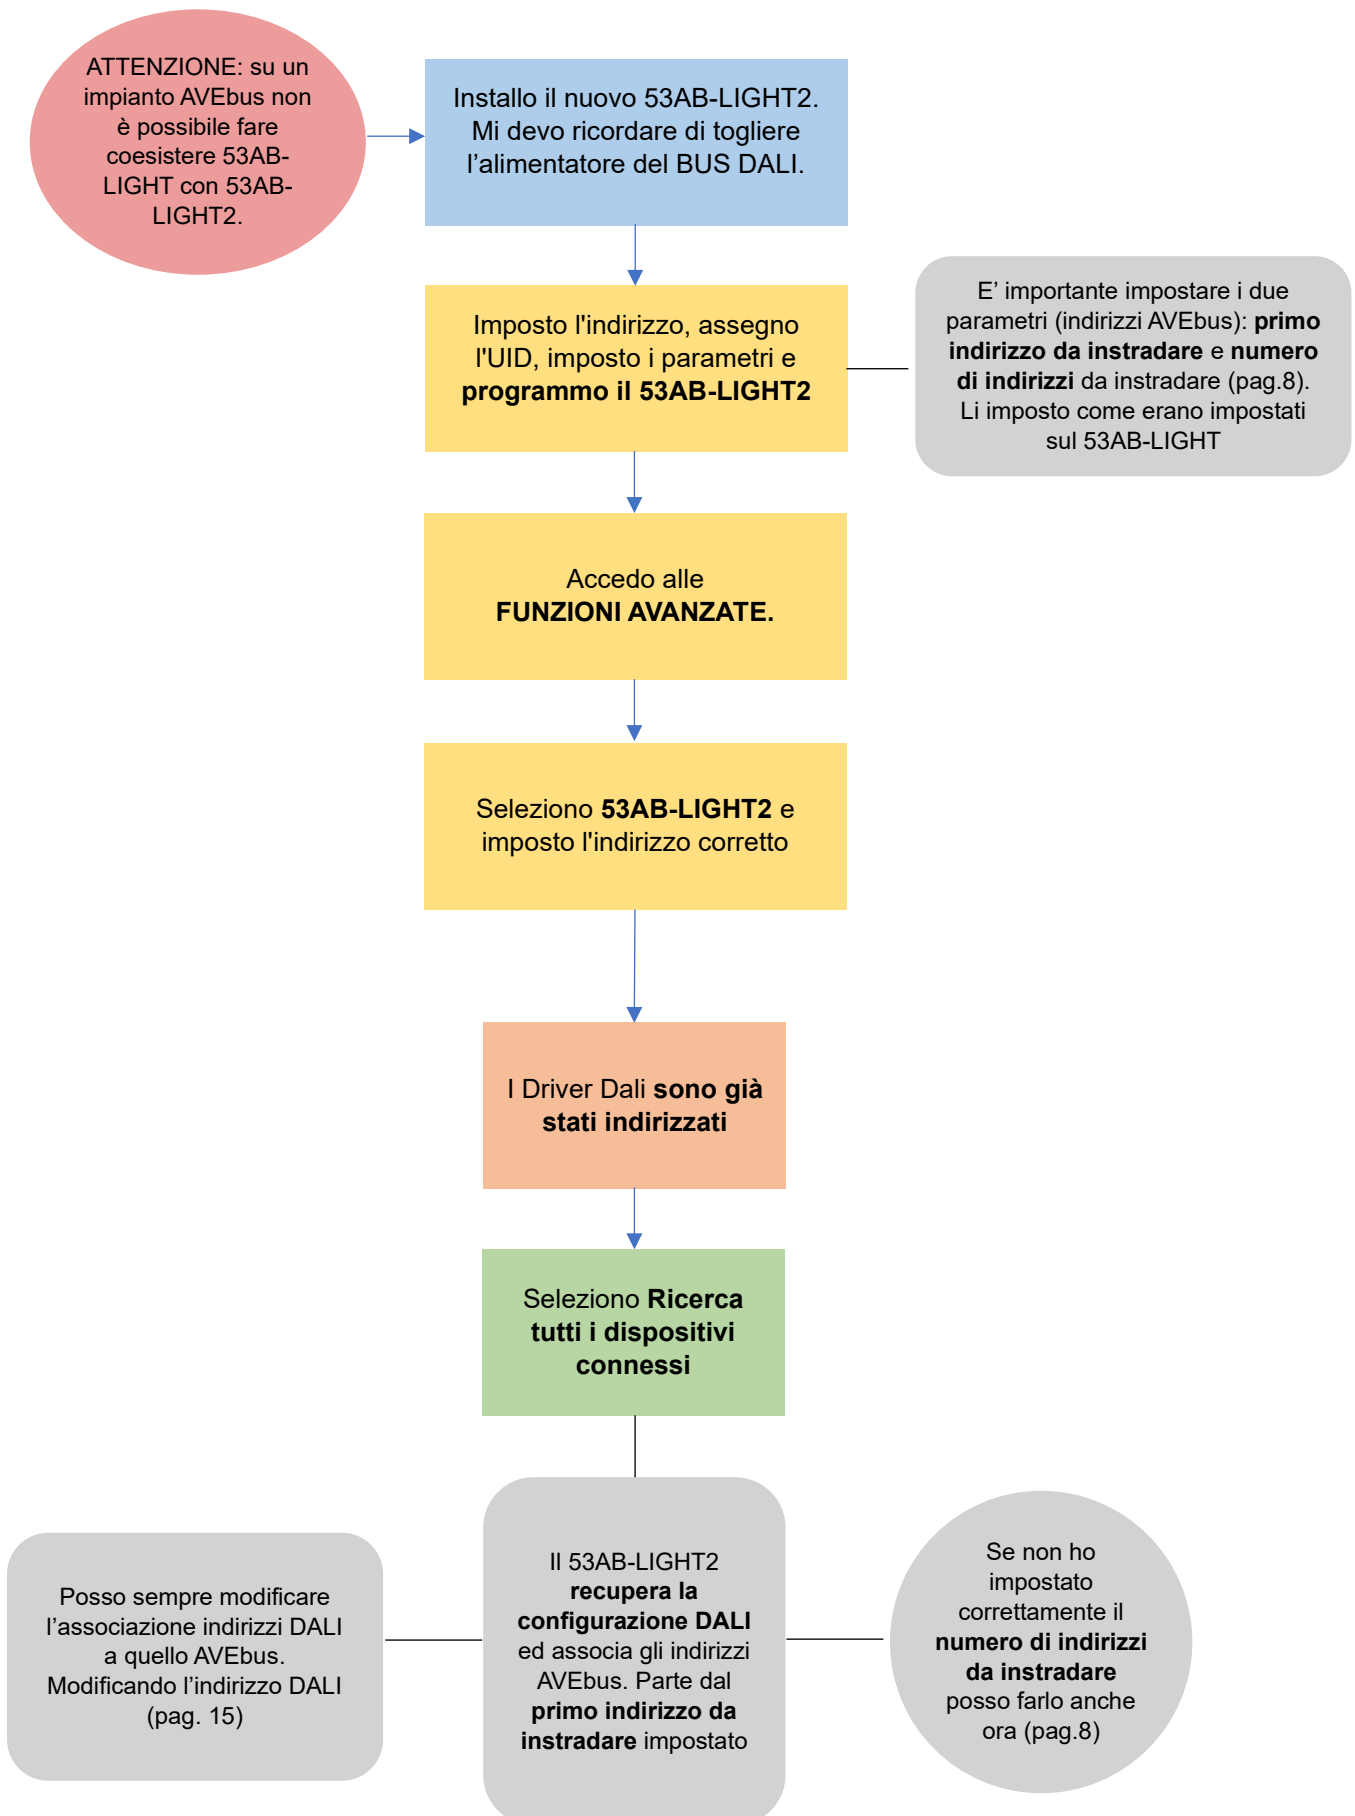 ATTENZIONE: su un
impianto AVEbus non
è possibile fare
coesistere 53AB-
LIGHT con 53AB-
LIGHT2.
Installo il nuovo 53AB-LIGHT2.
Mi devo ricordare di togliere
l’alimentatore del BUS DALI.
Imposto l'indirizzo, assegno
l'UID, imposto i parametri e
programmo il 53AB-LIGHT2
E’ importante impostare i due
parametri (indirizzi AVEbus): primo
indirizzo da instradare e numero
di indirizzi da instradare (pag.8).
Li imposto come erano impostati
sul 53AB-LIGHT
Accedo alle
FUNZIONI AVANZATE.
Seleziono 53AB-LIGHT2 e
imposto l'indirizzo corretto
I Driver Dali sono già
stati indirizzati
Seleziono Ricerca
tutti i dispositivi
connessi
Posso sempre modificare
l’associazione indirizzi DALI
a quello AVEbus.
Modificando l’indirizzo DALI
(pag. 15)
Il 53AB-LIGHT2
recupera la
configurazione DALI
ed associa gli indirizzi
AVEbus. Parte dal
primo indirizzo da
instradare impostato
Se non ho
impostato
correttamente il
numero di indirizzi
da instradare
posso farlo anche
ora (pag.8)